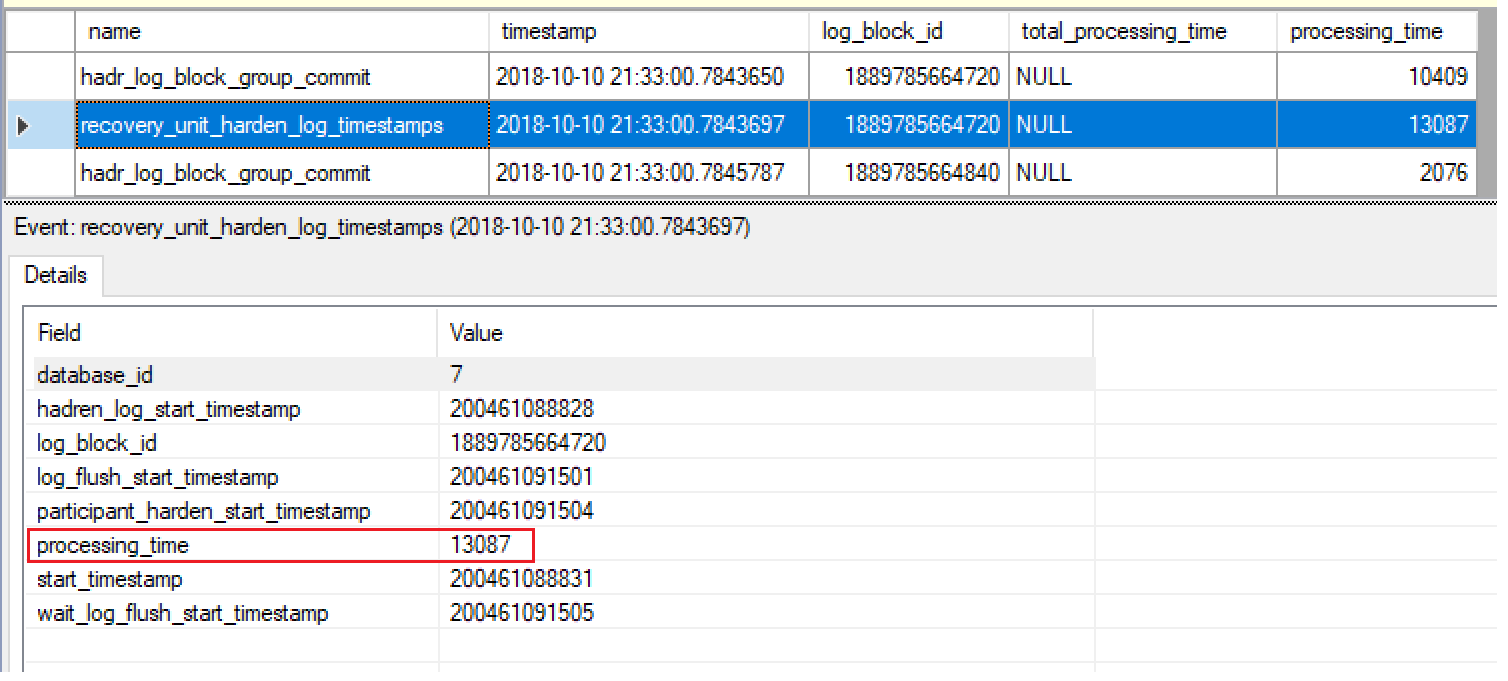 name timestamp log_block_id total_processing_time processing_time
hadr_log_block_group_commit 2018-10-10 21:33:00.7843650 1889785664720 NULL 10409
recovery_unit_harden_log_timestamps 2018-10-10 21:33:00.7843697 1889785664720 NULL 13087
hadr_log_block_group_commit 2018-10-10 21:33:00.7845787 1889785664840 NULL 2076
Event: recovery_unit_harden_log_timestamps (2018-10-10 21:33:00.7843697)
Details
Field Value
database_id 7
hadren_log_start_timestamp 200461088828
log_block_id 1889785664720
log_flush_start_timestamp 200461091501
participant_harden_start_timestamp 200461091504
processing_time 13087
start_timestamp 200461088831
wait_log_flush_start_timestamp 200461091505